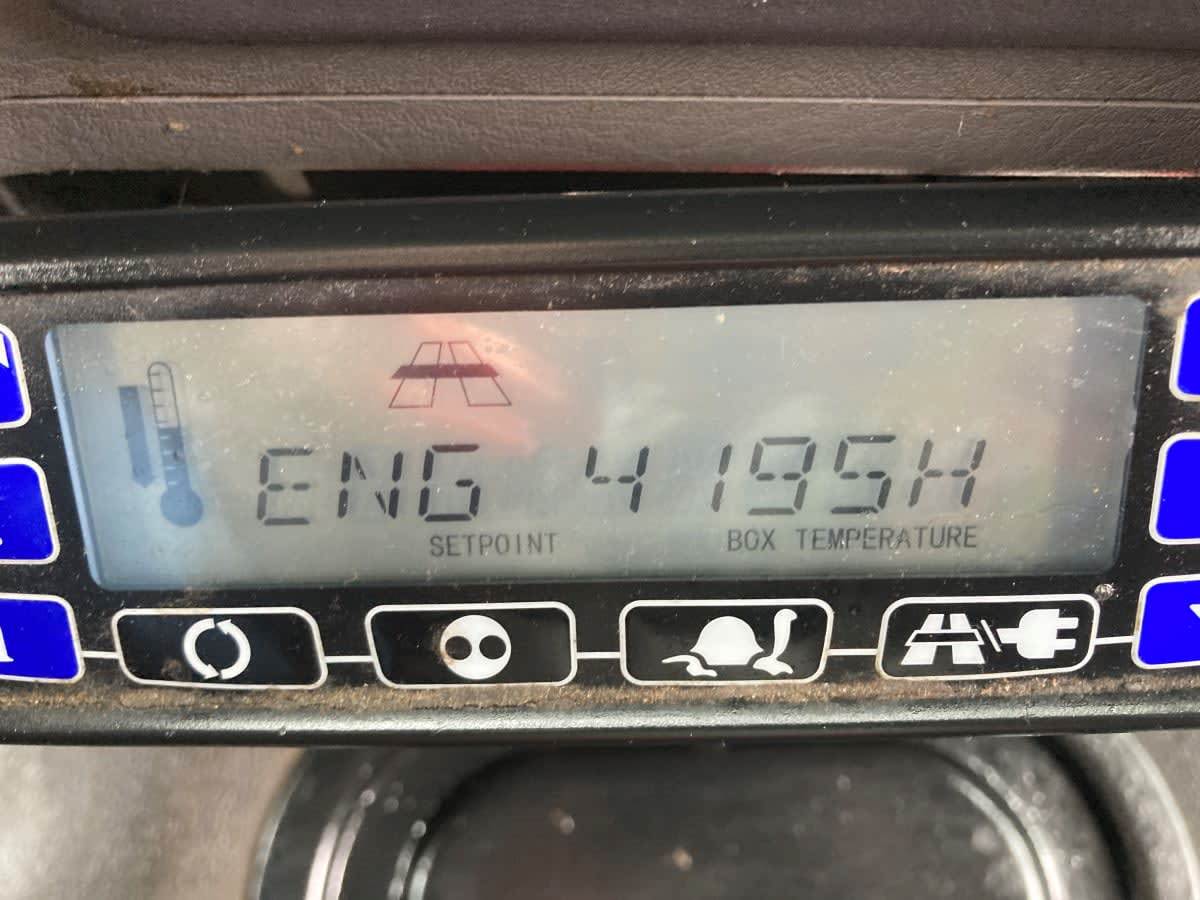 ENG 4195H
SETPOINT BOX TEMPERATURE